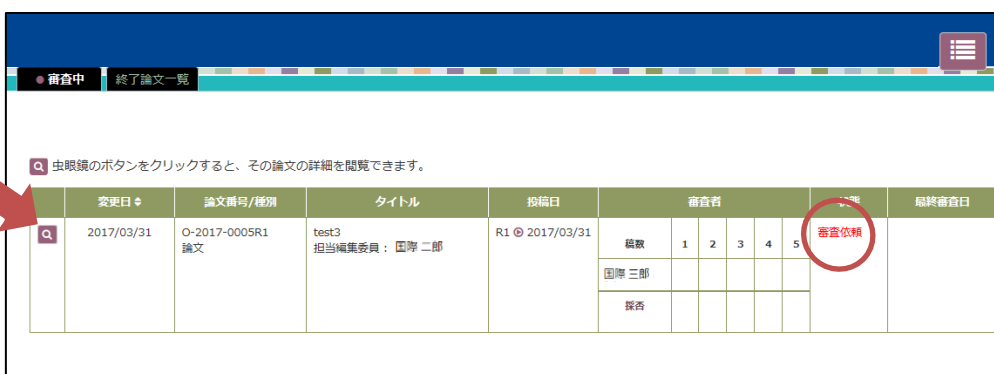 審査中 終了論文一覧
虫眼鏡のボタンをクリックすると、その論文の詳細を閲覧できます。
変更日 論文番号/種別 タイトル 投稿日 審査者 状態 最終審査日
2017/03/31 O-2017-0005R1 test3 R1 2017/03/31 審査依頼
論文 担当編集委員： 国際 二郎
稿数 1 2 3 4 5
国際 三郎
採否